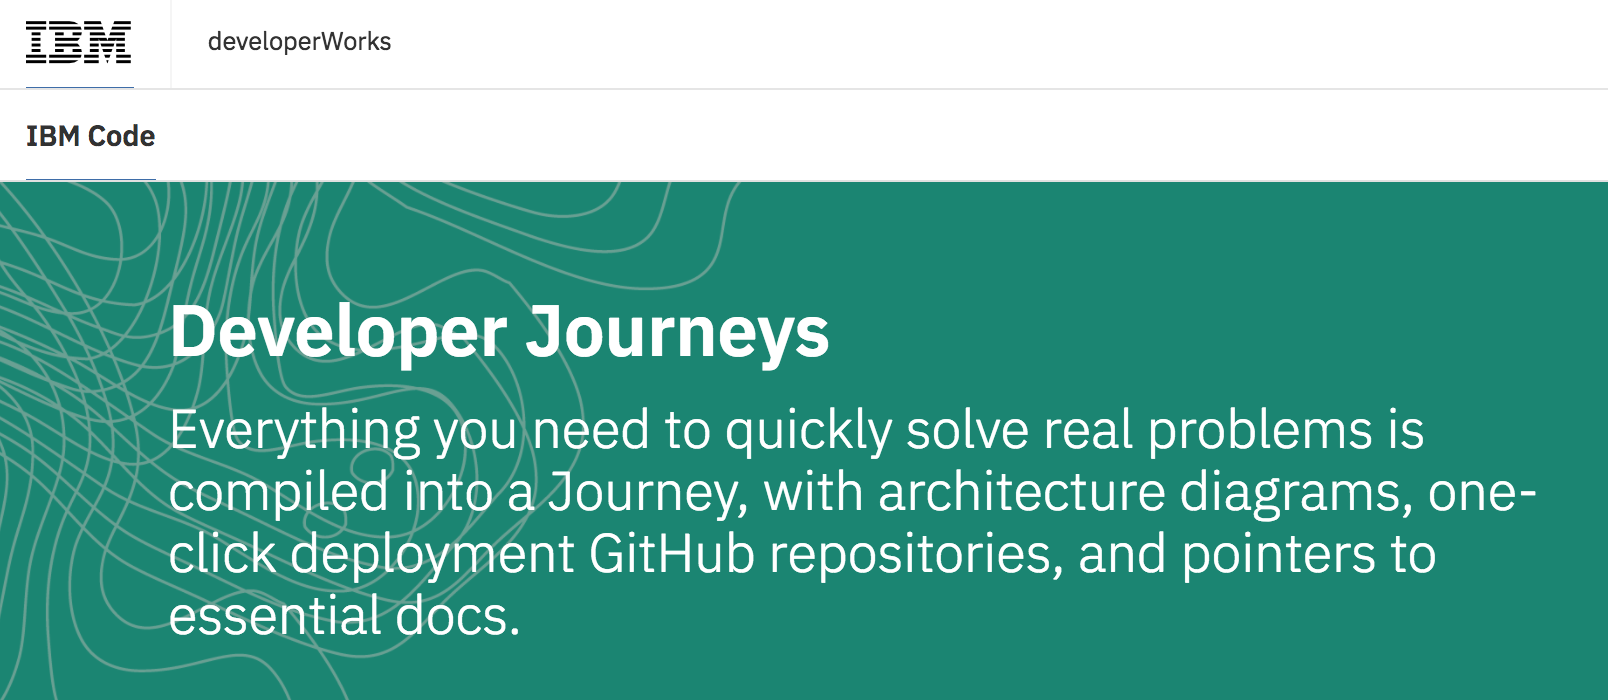 IBM
developerWorks
IBM Code
Developer Journeys
Everything you need to quickly solve real problems is
compiled into a Journey, with architecture diagrams, one-
click deployment GitHub repositories, and pointers to
essential docs.